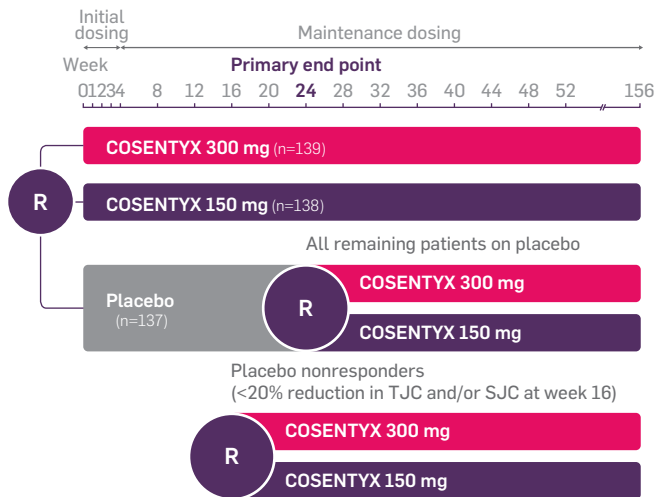 Initial
dosing
Maintenance dosing
Week
Primary end point
0 1 2 3 4 8 12 16 20 24 28 32 36 40 44 48 52 156
COSENTYX 300 mg (n=139)
R
COSENTYX 150 mg (n=138)
All remaining patients on placebo
COSENTYX 300 mg
Placebo
(n=137)
R
COSENTYX 150 mg
Placebo nonresponders
(<20% reduction in TJC and/or SJC at week 16)
COSENTYX 300 mg
R
COSENTYX 150 mg